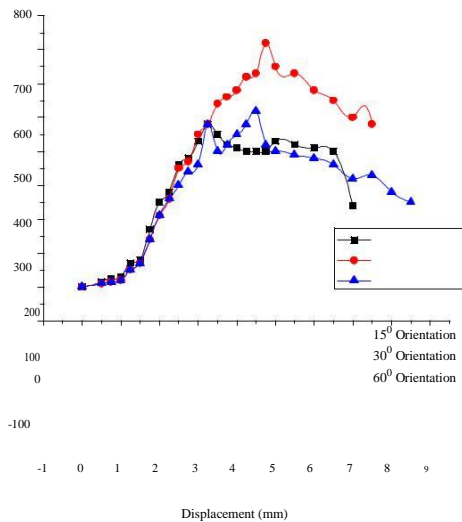 800
700
600
500
400
300
200
15⁰ Orientation
30⁰ Orientation
60⁰ Orientation
100
0
-100
-1 0 1 2 3 4 5 6 7 8 9
Displacement (mm)